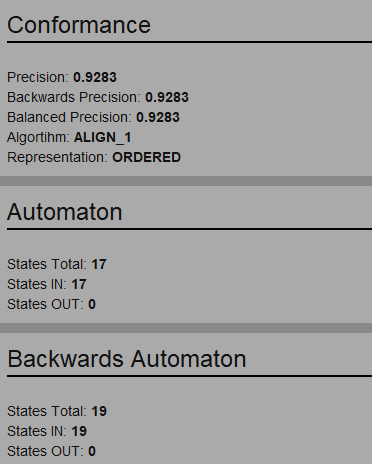 Conformance
Precision: 0.9283
Backwards Precision: 0.9283
Balanced Precision: 0.9283
Algortihm: ALIGN_1
Representation: ORDERED
Automaton
States Total: 17
States IN: 17
States OUT: 0
Backwards Automaton
States Total: 19
States IN: 19
States OUT: 0